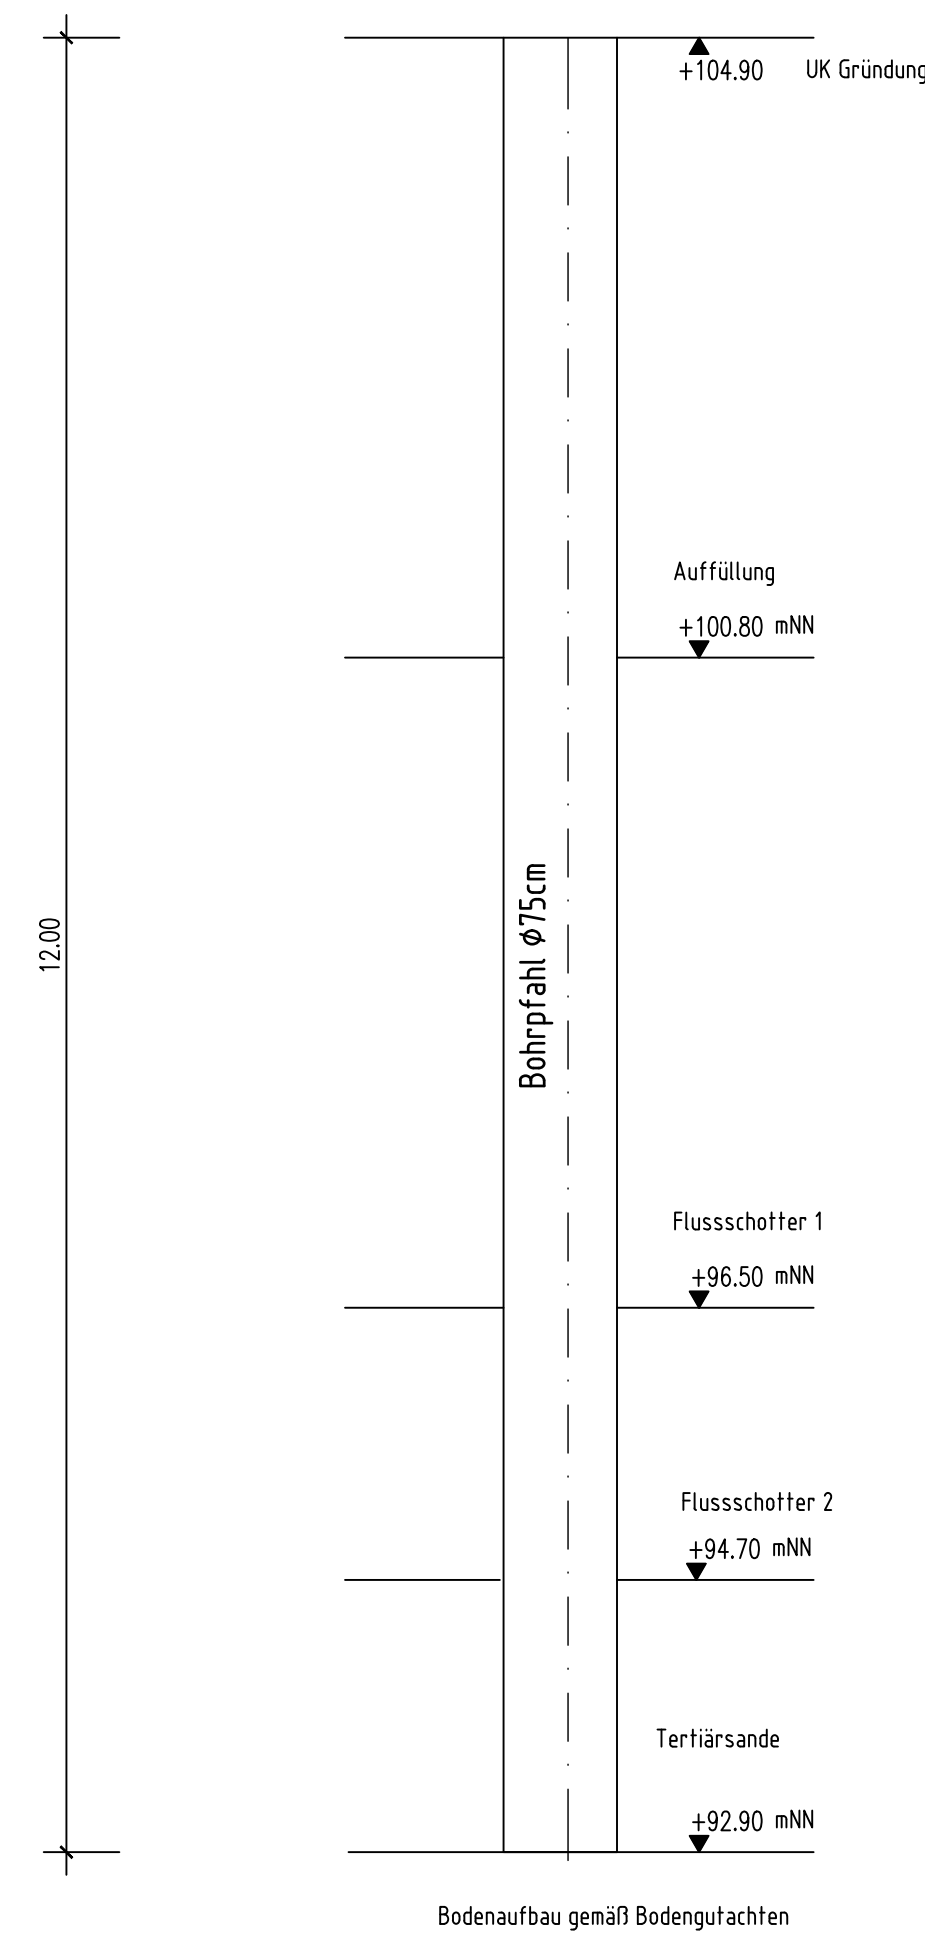 +104.90 UK Gründung
Auffüllung
+100.80 mNN
12.00
Bohrpfahl ϕ75cm
Flussschotter 1
+96.50 mNN
Flussschotter 2
+94.70 mNN
Tertiärsande
+92.90 mNN
Bodenaufbau gemäß Bodengutachten